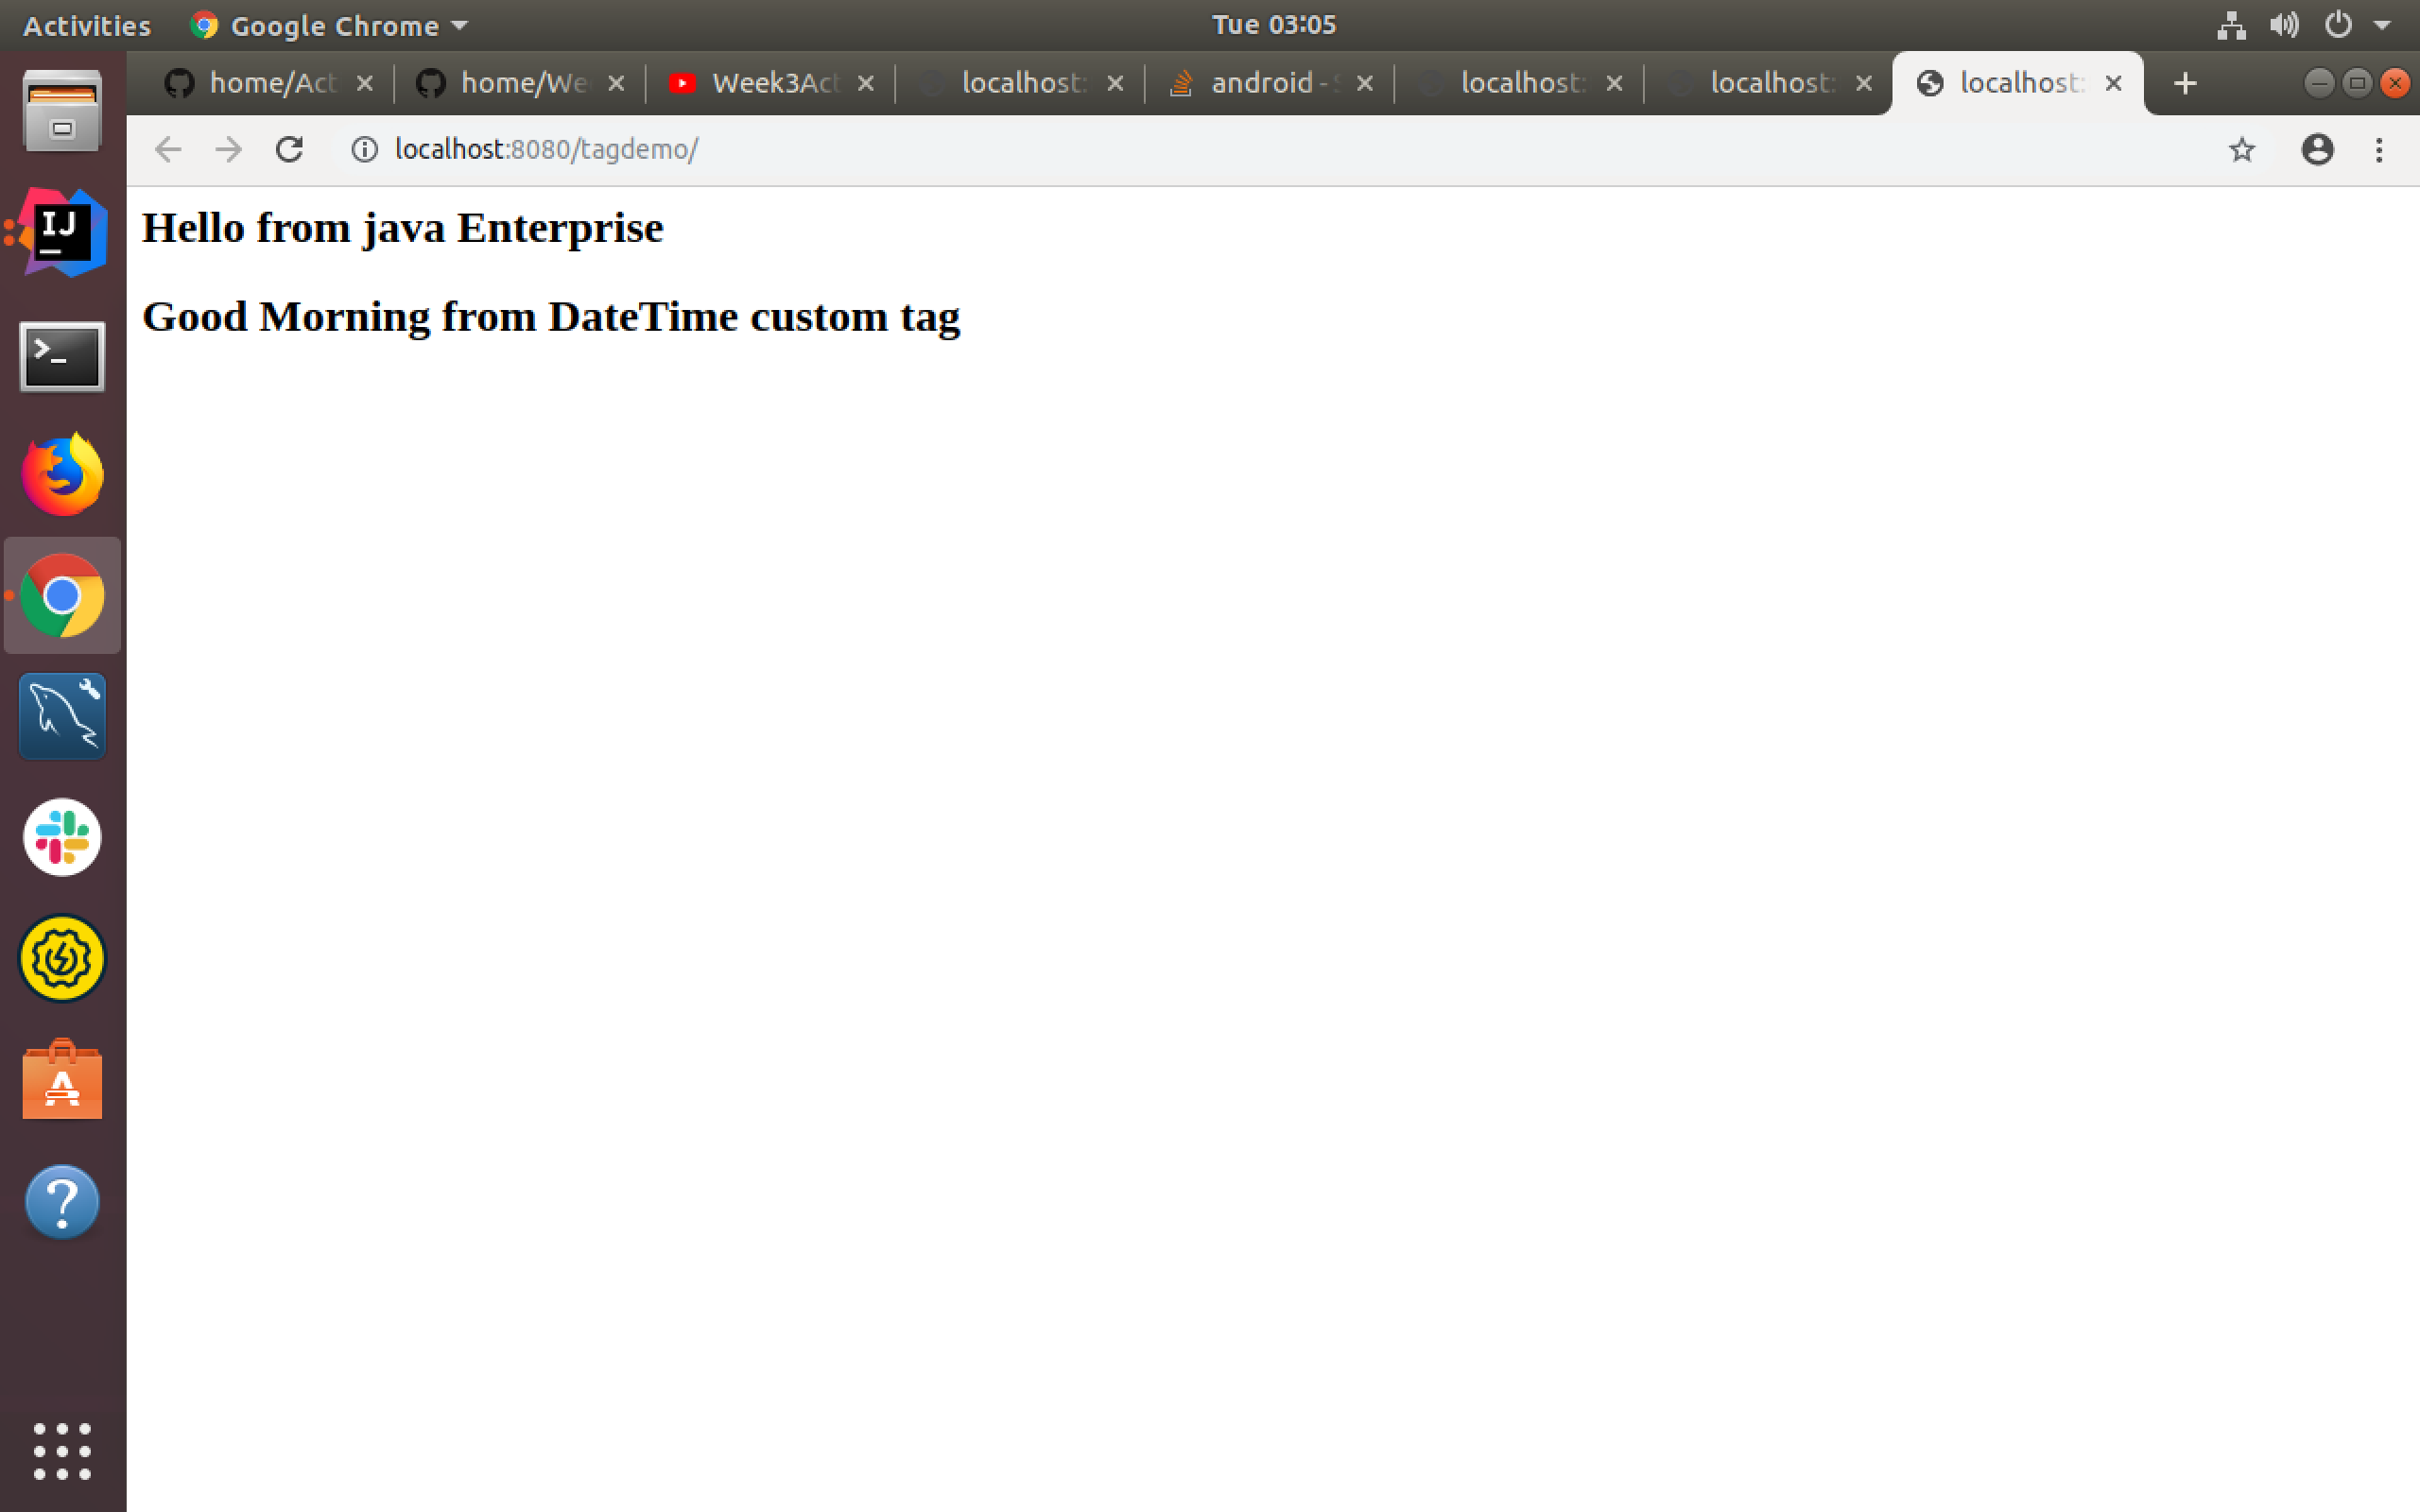 Activities Google Chrome Tue 03:05
home/Act home/We Week3Act localhost: android - S localhost: localhost: localhost:
localhost:8080/tagdemo/
Hello from java Enterprise
Good Morning from DateTime custom tag
IJ